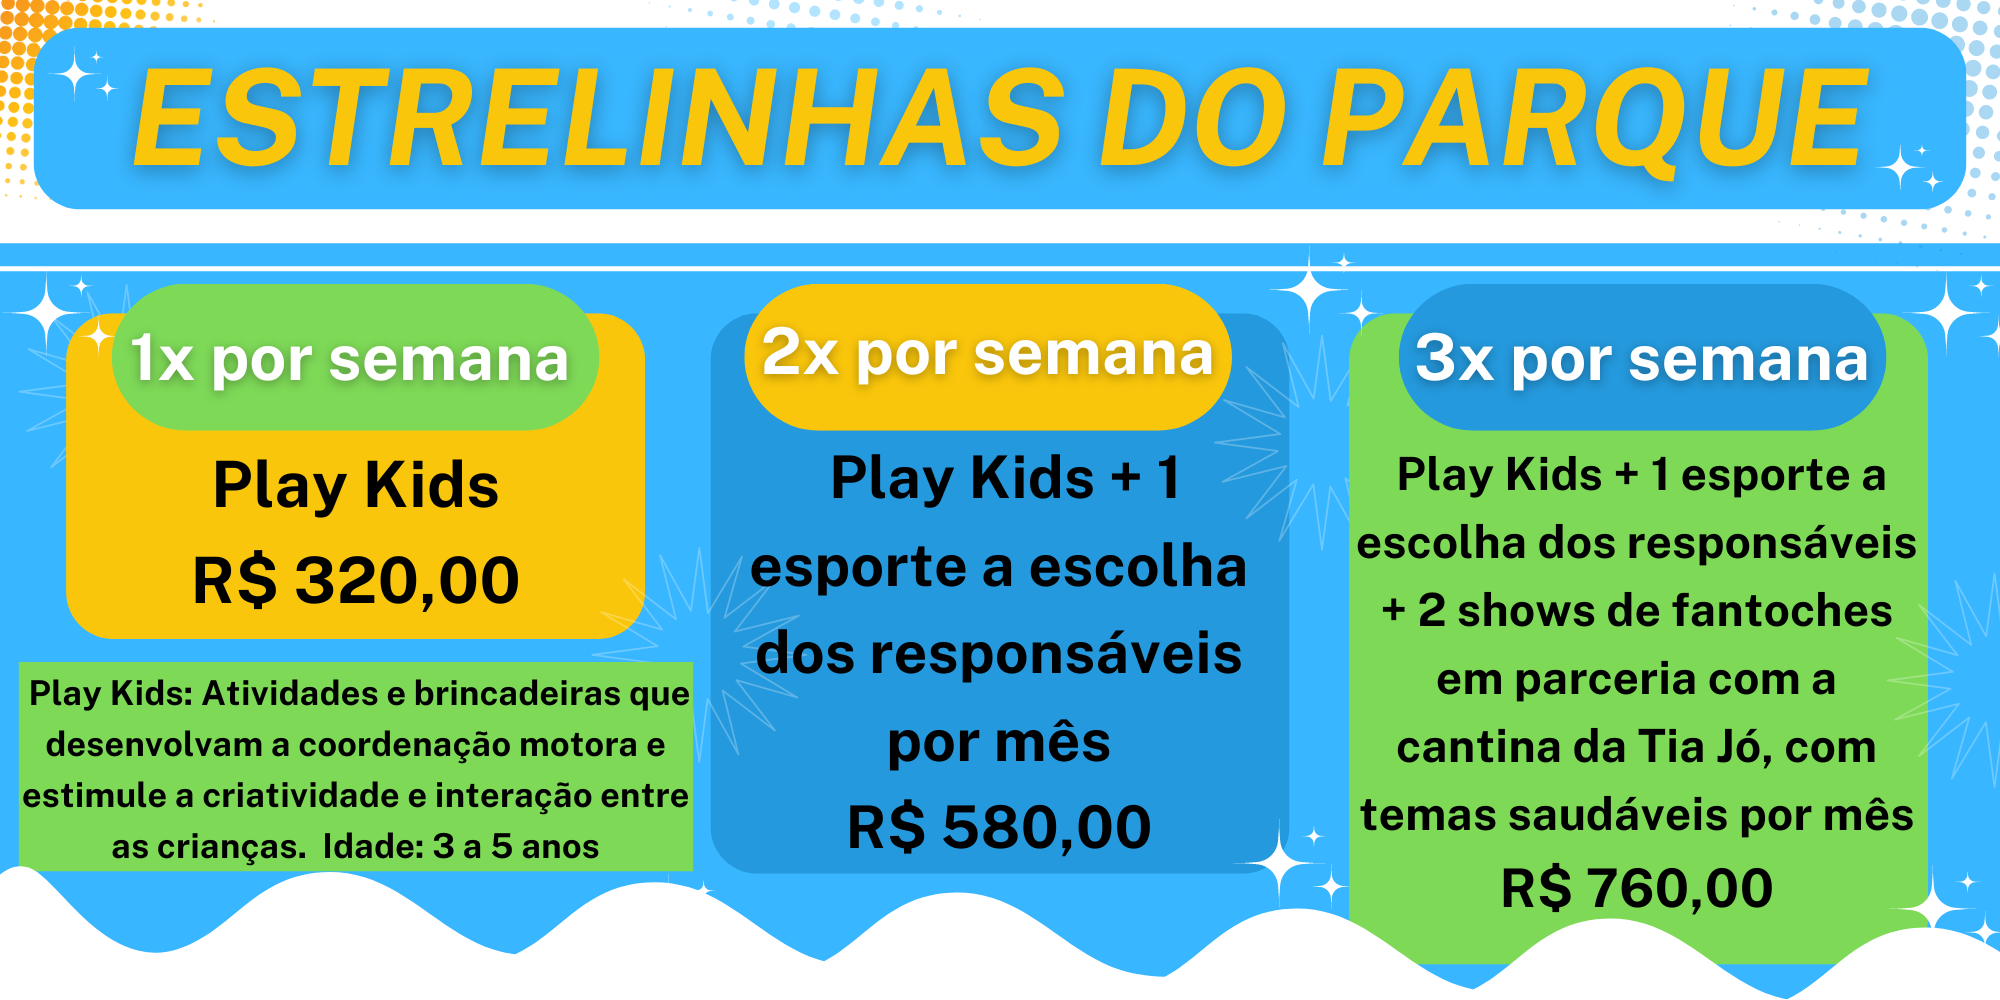 ESTRELINHAS DO PARQUE
1x por semana
Play Kids
R$ 320,00
Play Kids: Atividades e brincadeiras que
desenvolvam a coordenação motora e
estimule a criatividade e interação entre
as crianças. Idade: 3 a 5 anos
2x por semana
Play Kids + 1
esporte a escolha
dos responsáveis
por mês
R$ 580,00
3x por semana
Play Kids + 1 esporte a
escolha dos responsáveis
+ 2 shows de fantoches
em parceria com a
cantina da Tia Jó, com
temas saudáveis por mês
R$ 760,00